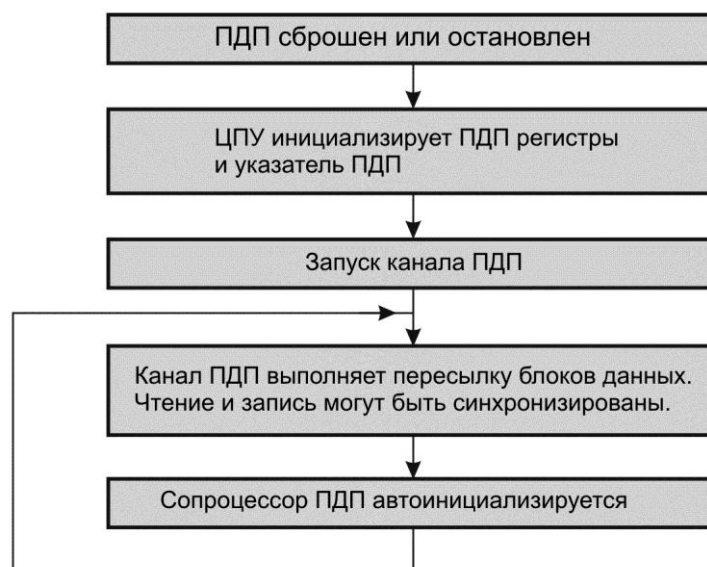 ПДП сброшен или остановлен
ЦПУ инициализирует ПДП регистры
и указатель ПДП
Запуск канала ПДП
Канал ПДП выполняет пересылку блоков данных.
Чтение и запись могут быть синхронизированы.
Сопроцессор ПДП автоинициализируется